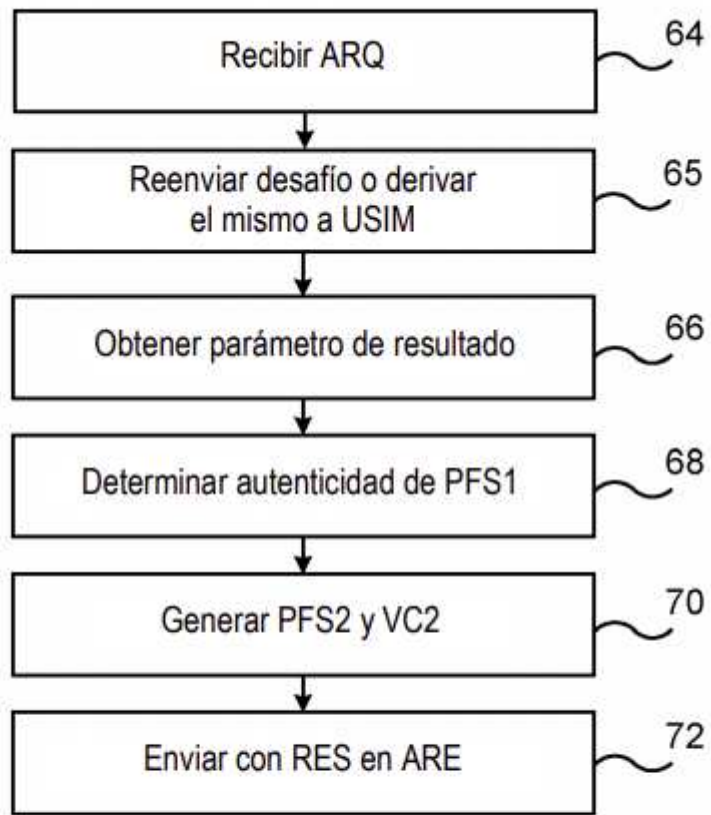 Recibir ARQ
64
Reenviar desafío o derivar
el mismo a USIM
65
Obtener parámetro de resultado
66
Determinar autenticidad de PFS1
68
Generar PFS2 y VC2
70
Enviar con RES en ARE
72